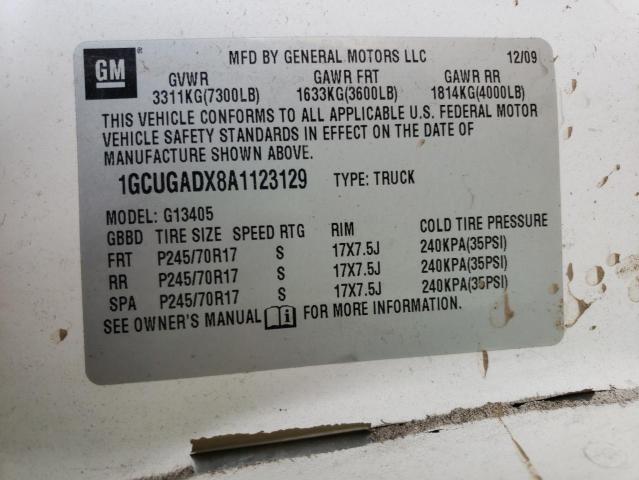 GM
MFD BY GENERAL MOTORS LLC 12/09
GVWR GAWR FRT GAWR RR
3311KG(7300LB) 1633KG(3600LB) 1814KG(4000LB)
THIS VEHICLE CONFORMS TO ALL APPLICABLE U.S. FEDERAL MOTOR
VEHICLE SAFETY STANDARDS IN EFFECT ON THE DATE OF
MANUFACTURE SHOWN ABOVE.
1GCUGADX8A1123129 TYPE: TRUCK
MODEL: G13405
GBBD TIRE SIZE SPEED RTG RIM COLD TIRE PRESSURE
FRT P245/70R17 S 17X7.5J 240KPA(35PSI)
RR P245/70R17 S 17X7.5J 240KPA(35PSI)
SPA P245/70R17 S 17X7.5J 240KPA(35PSI)
SEE OWNER'S MANUAL i FOR MORE INFORMATION.